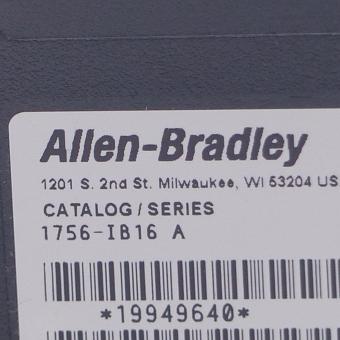 Allen-Bradley
1201 S. 2nd St. Milwaukee, WI 53204 US
CATALOG / SERIES
1756-IB16 A
*19949640*